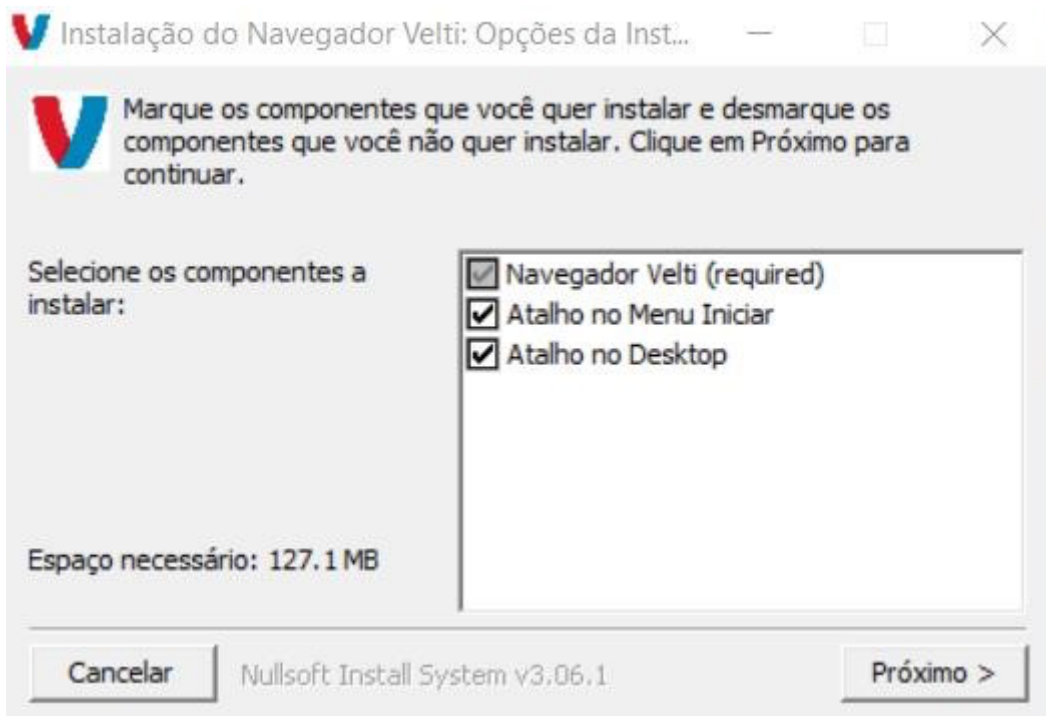 Instalação do Navegador Velti: Opções da Inst...
Marque os componentes que você quer instalar e desmarque os
componentes que você não quer instalar. Clique em Próximo para
continuar.
Selecione os componentes a
instalar:
Navegador Velti (required)
Atalho no Menu Iniciar
Atalho no Desktop
Espaço necessário: 127.1 MB
Cancelar
Nullsoft Install System v3.06.1
Próximo >